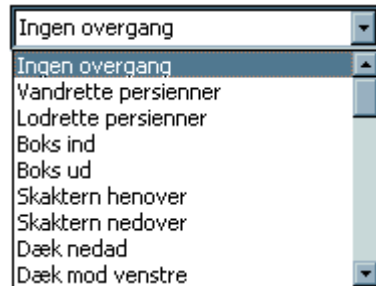 Ingen overgang
Ingen overgang
Vandrette persienner
Lodrette persienner
Boks ind
Boks ud
Skaktern henover
Skaktern nedover
Dæk nedad
Dæk mod venstre